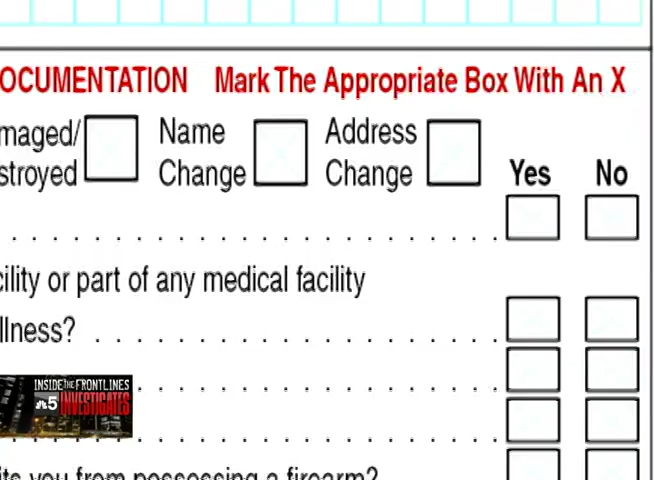 OCUMENTATION Mark The Appropriate Box With An X
maged/ Name Address
stroyed Change Change Yes No
. . . . . . . . . . . . . . . . . .
cility or part of any medical facility
llness? . . . . . . . . . . . . . . .
INSIDE THE FRONTLINES
5 INVESTIGATES
its you from possessing a firearm?